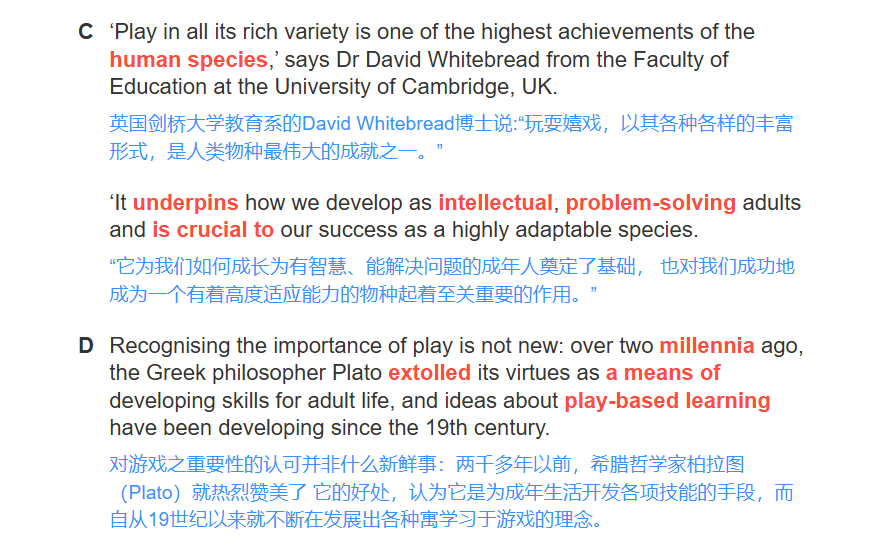 C ‘Play in all its rich variety is one of the highest achievements of the
human species,’ says Dr David Whitebread from the Faculty of
Education at the University of Cambridge, UK.
英国剑桥大学教育系的David Whitebread博士说:“玩耍嬉戏，以其各种各样的丰富
形式，是人类物种最伟大的成就之一。”
‘It underpins how we develop as intellectual, problem-solving adults
and is crucial to our success as a highly adaptable species.
“它为我们如何成长为有智慧、能解决问题的成年人奠定了基础， 也对我们成功地
成为一个有着高度适应能力的物种起着至关重要的作用。”
D Recognising the importance of play is not new: over two millennia ago,
the Greek philosopher Plato extolled its virtues as a means of
developing skills for adult life, and ideas about play-based learning
have been developing since the 19th century.
对游戏之重要性的认可并非什么新鲜事：两千多年以前，希腊哲学家柏拉图
（Plato）就热烈赞美了 它的好处，认为它是为成年生活开发各项技能的手段，而
自从19世纪以来就不断在发展出各种寓学习于游戏的理念。